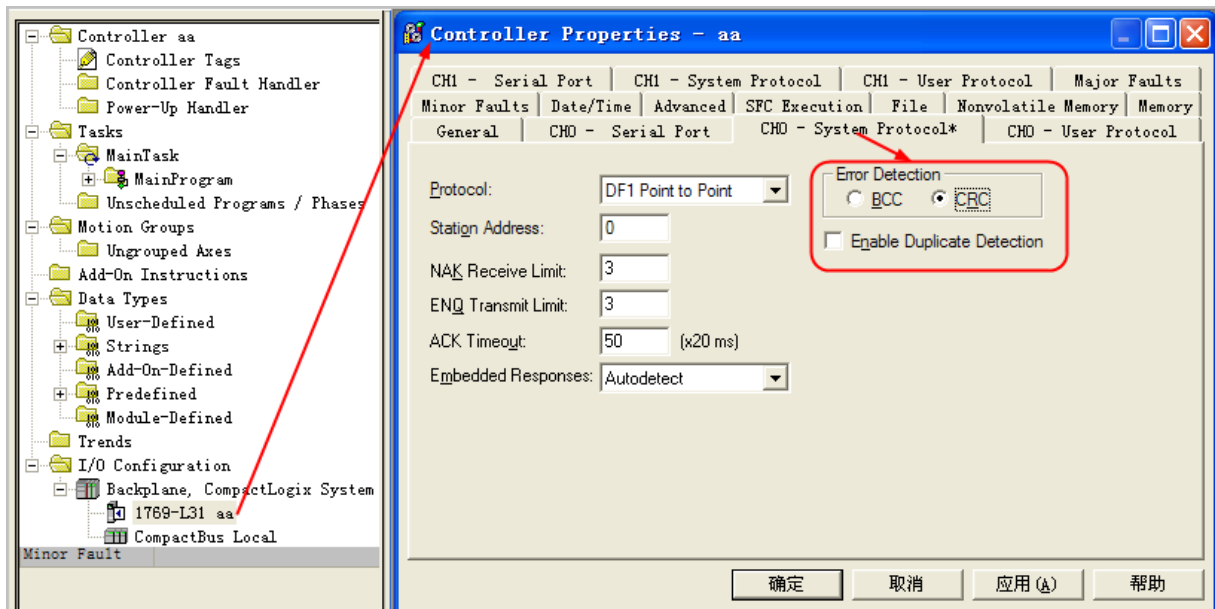 Controller aa
Controller Tags
Controller Fault Handler
Power-Up Handler
Tasks
MainTask
MainProgram
Unscheduled Programs / Phases
Motion Groups
Ungrouped Axes
Add-On Instructions
Data Types
User-Defined
Strings
Add-On-Defined
Predefined
Module-Defined
Trends
I/O Configuration
Backplane, CompactLogix System
1769-L31 aa
CompactBus Local
Minor Fault
Controller Properties - aa
CH1 - Serial Port CH1 - System Protocol CH1 - User Protocol Major Faults
Minor Faults Date/Time Advanced SFC Execution File Nonvolatile Memory Memory
General CH0 - Serial Port CH0 - System Protocol* CH0 - User Protocol
Protocol: DF1 Point to Point
Station Address: 0
NAK Receive Limit: 3
ENQ Transmit Limit: 3
ACK Timeout: 50 (x20 ms)
Embedded Responses: Autodetect
Error Detection
BCC CRC
Enable Duplicate Detection
确定 取消 应用(A) 帮助